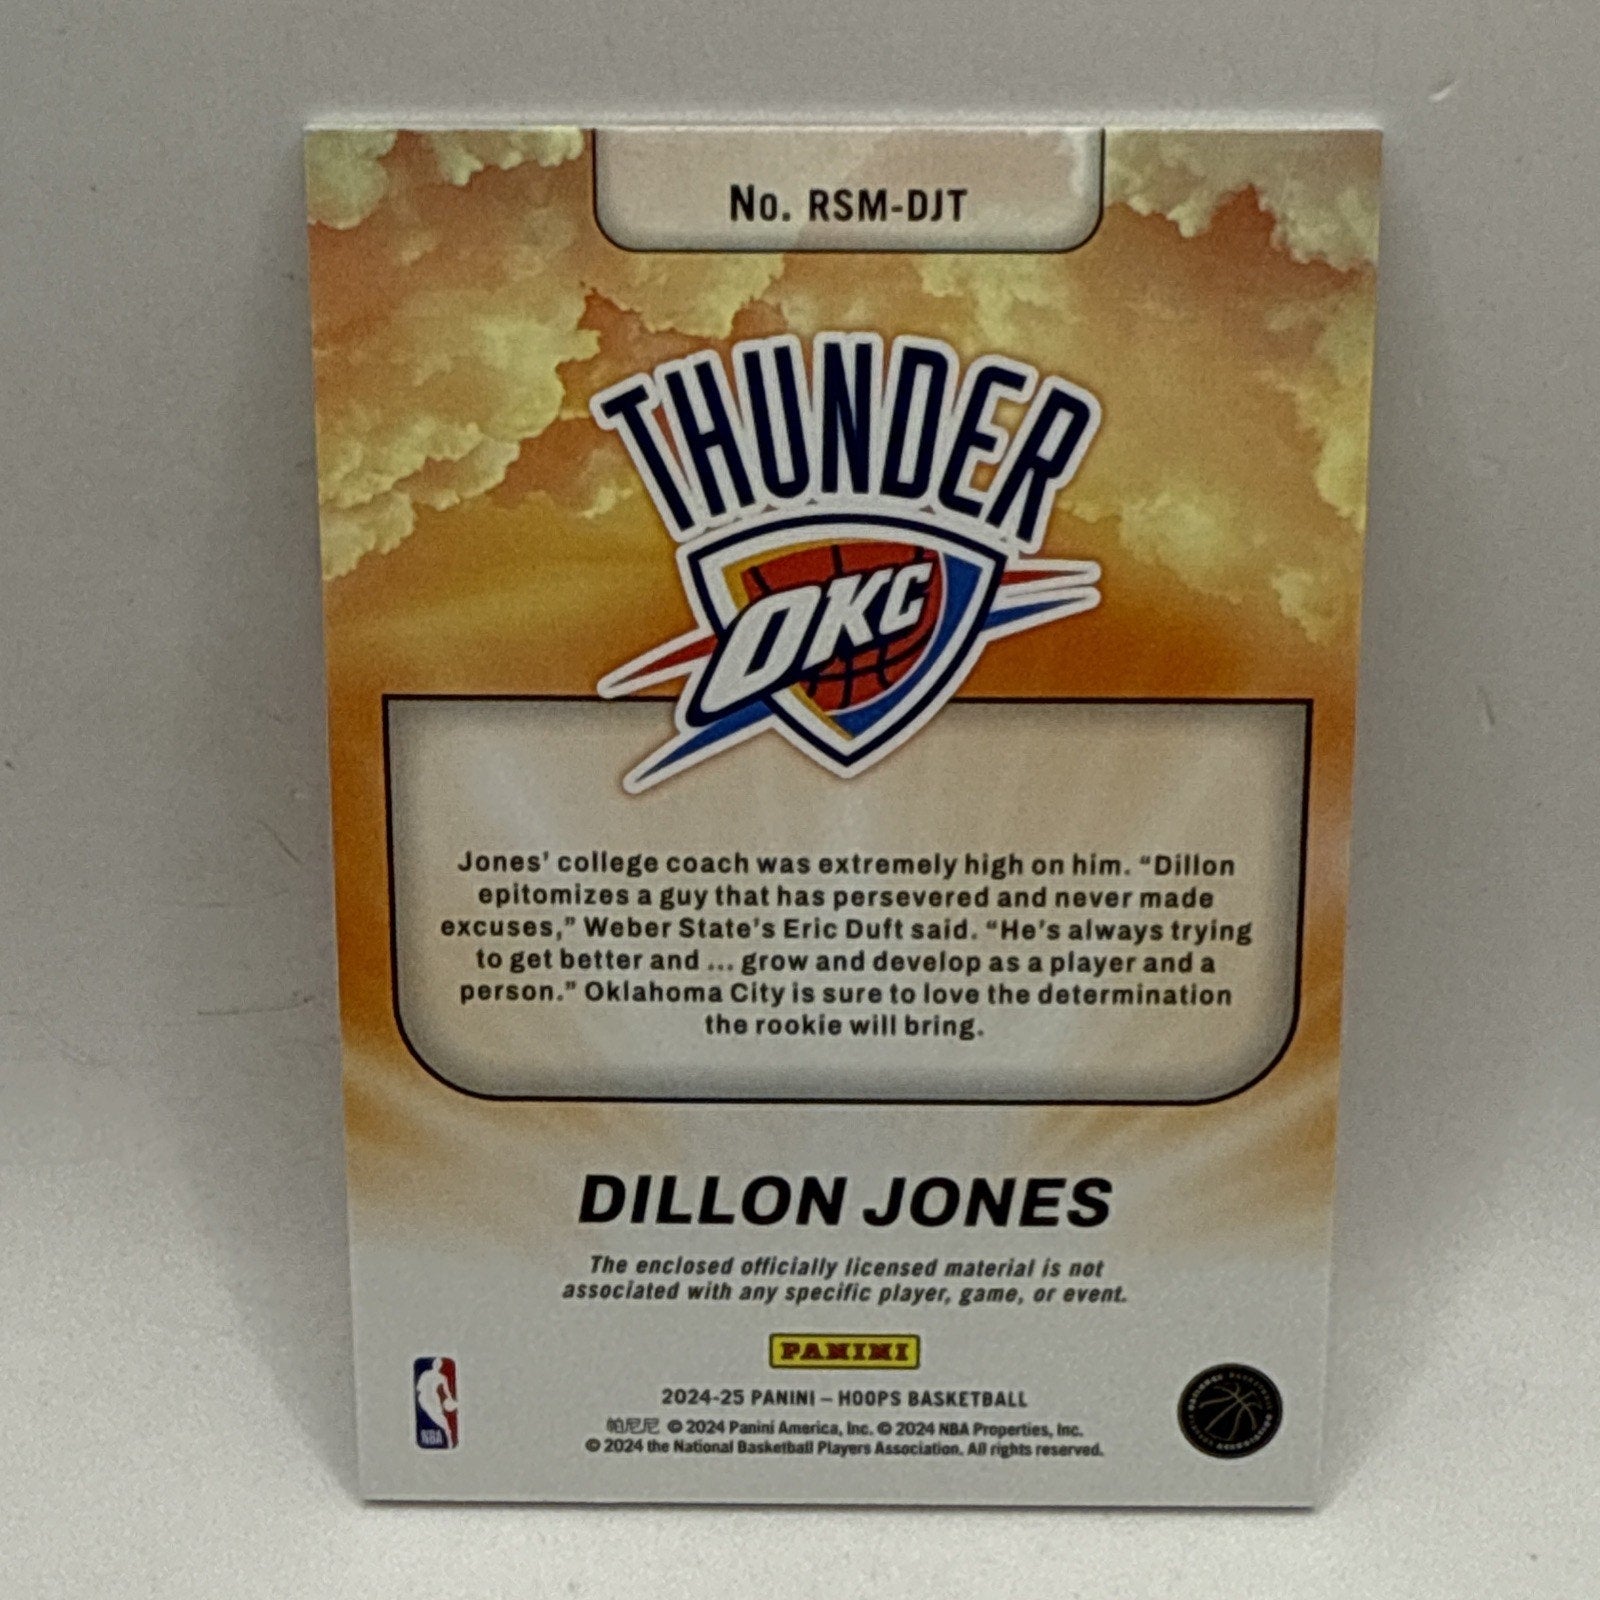 No. RSM-DJT
THUNDER
OKC
Jones' college coach was extremely high on him. “Dillon
epitomizes a guy that has persevered and never made
excuses,” Weber State's Eric Duft said. “He's always trying
to get better and ... grow and develop as a player and a
person.” Oklahoma City is sure to love the determination
the rookie will bring.
DILLON JONES
The enclosed officially licensed material is not
associated with any specific player, game, or event.
PANINI
2024-25 PANINI – HOOPS BASKETBALL
帕尼尼 © 2024 Panini America, Inc. © 2024 NBA Properties, Inc.
© 2024 the National Basketball Players Association. All rights reserved.
NBA